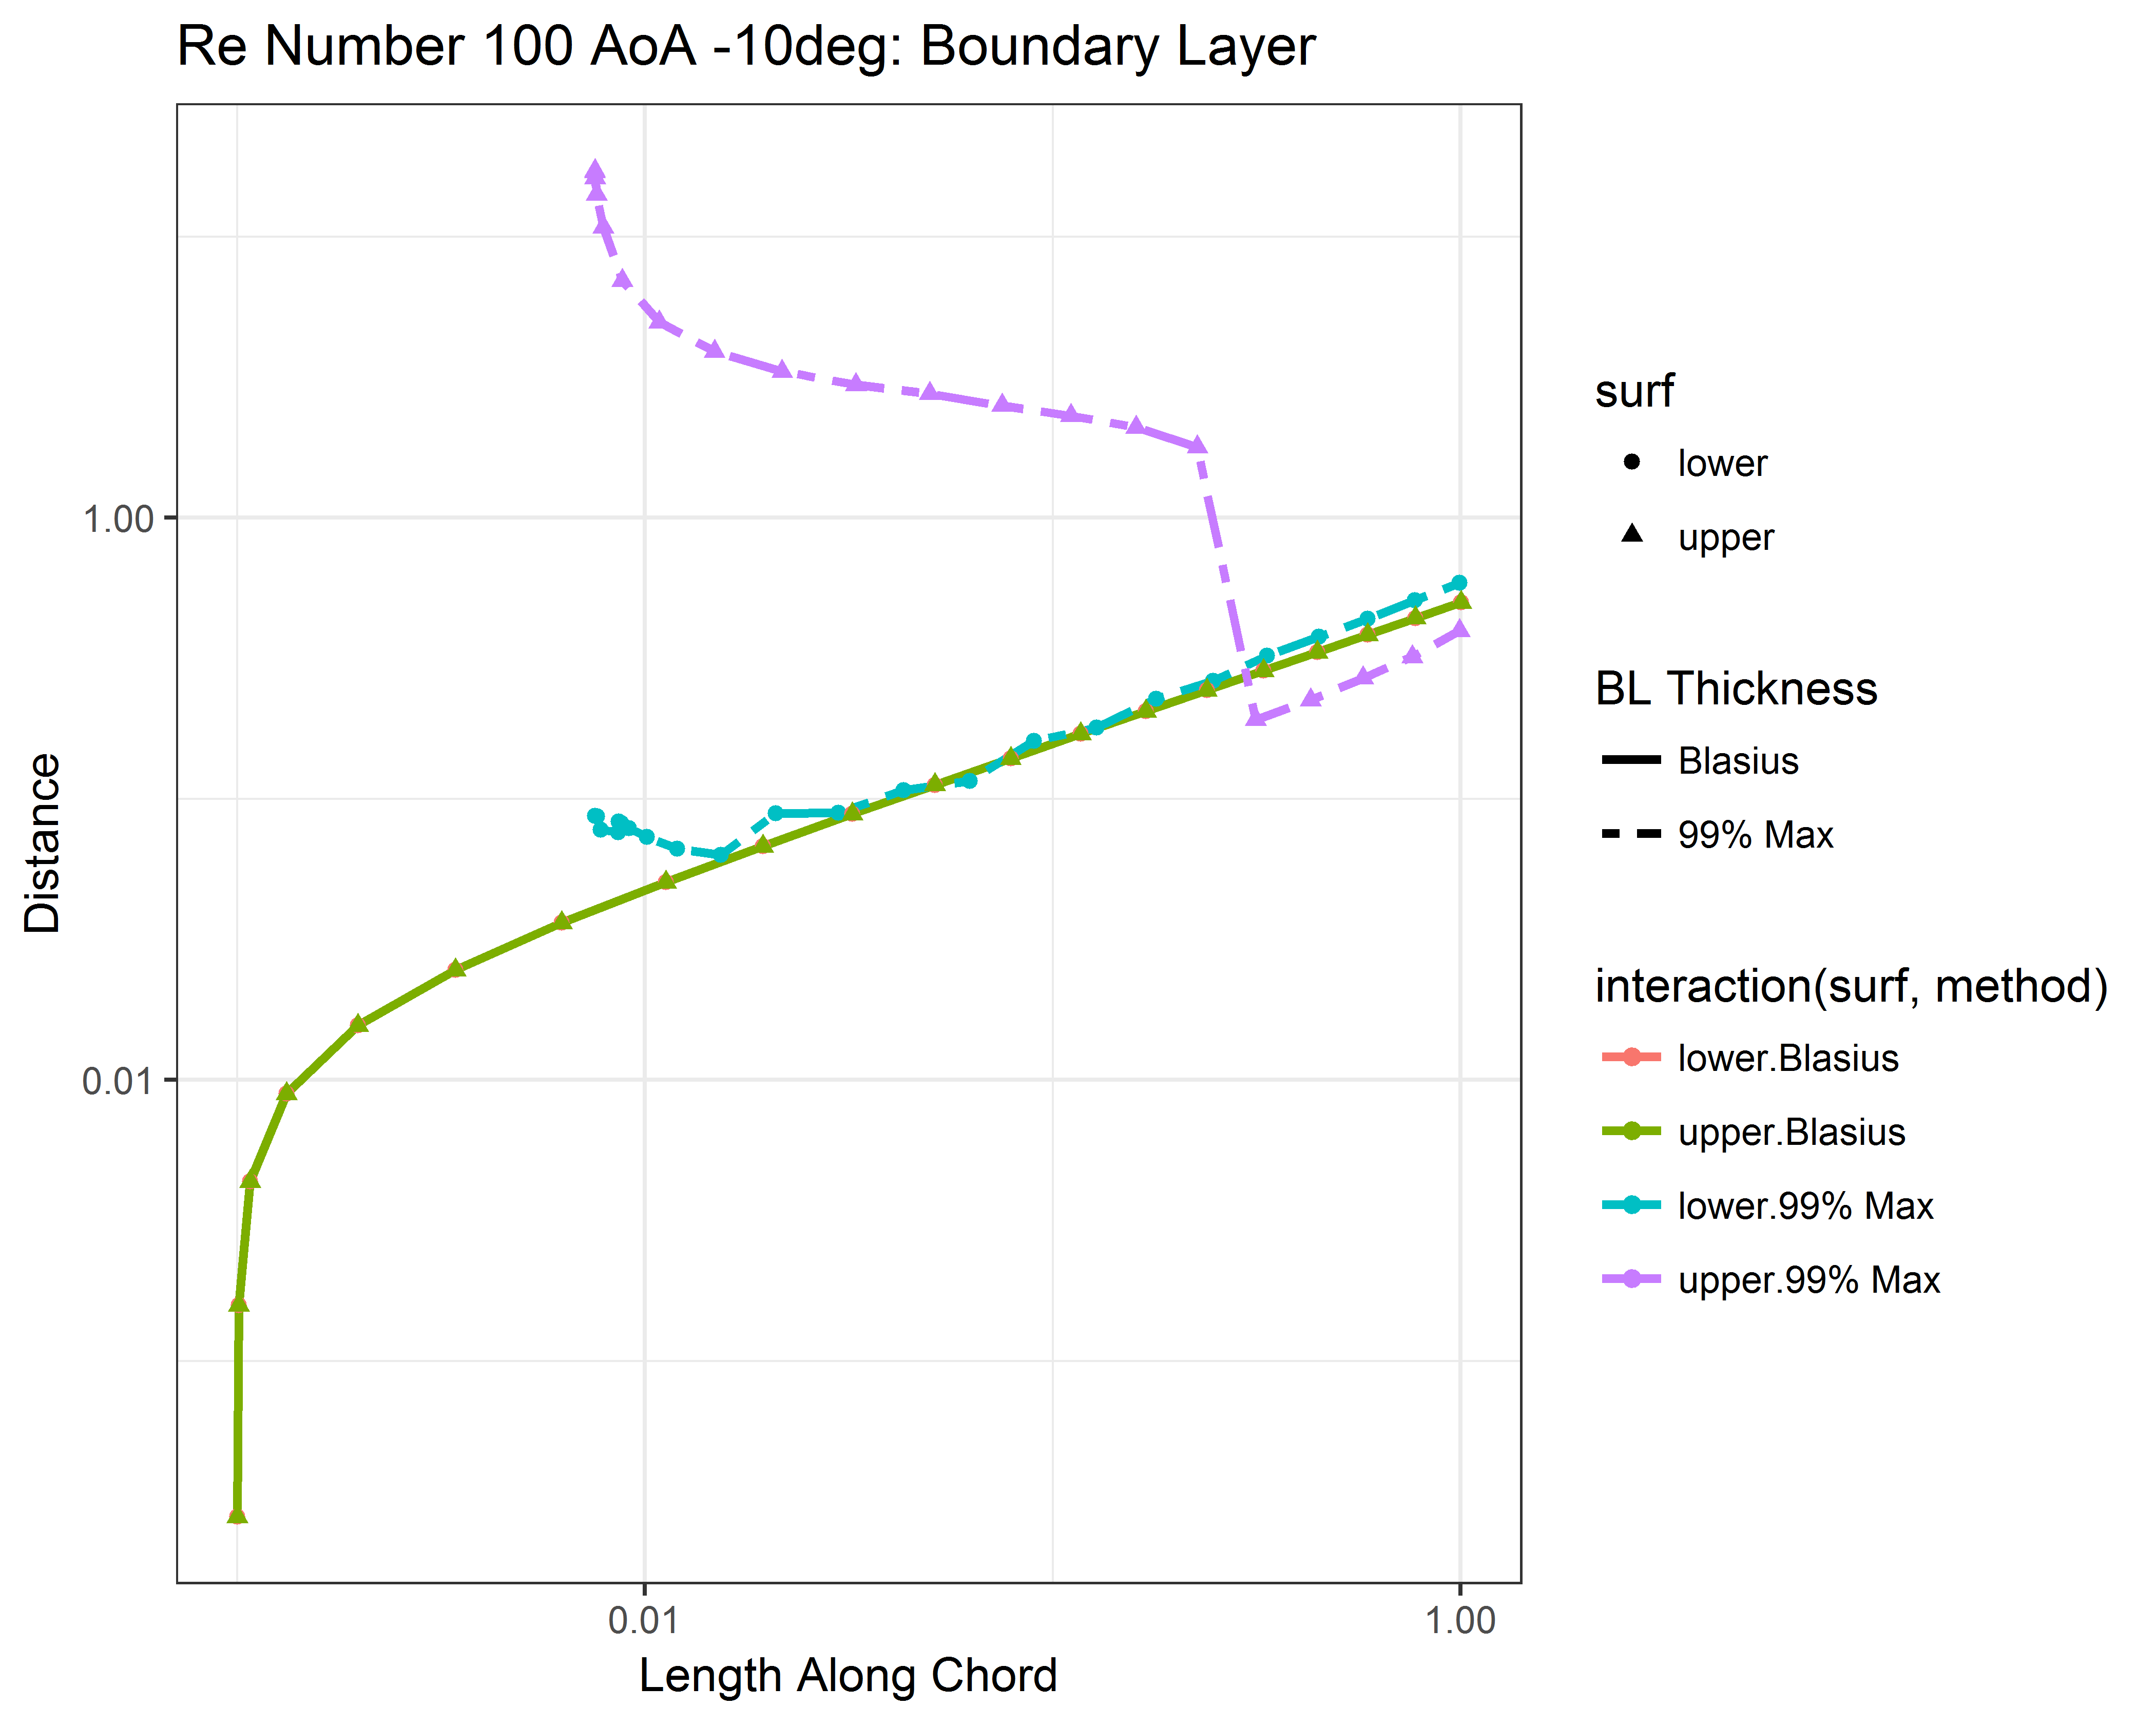 Re Number 100 AoA -10deg: Boundary Layer
Distance
1.00
0.01
0.01
1.00
Length Along Chord
surf
lower
upper
BL Thickness
Blasius
99% Max
interaction(surf, method)
lower.Blasius
upper.Blasius
lower.99% Max
upper.99% Max